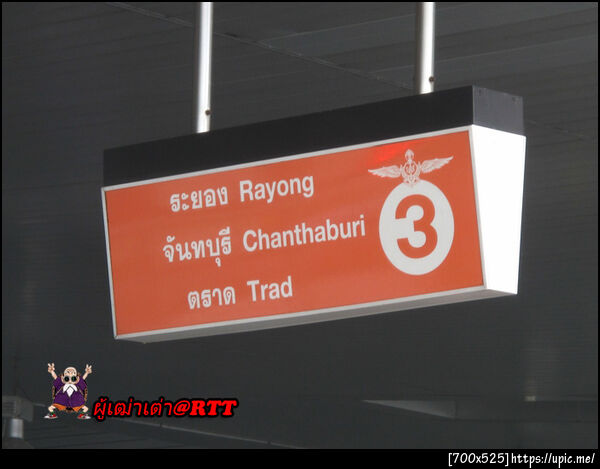 ระยอง Rayong
จันทบุรี Chanthaburi
ตราด Trad
3
ผู้เฒ่าเต่า@RTT
[700x525]https://upic.me/